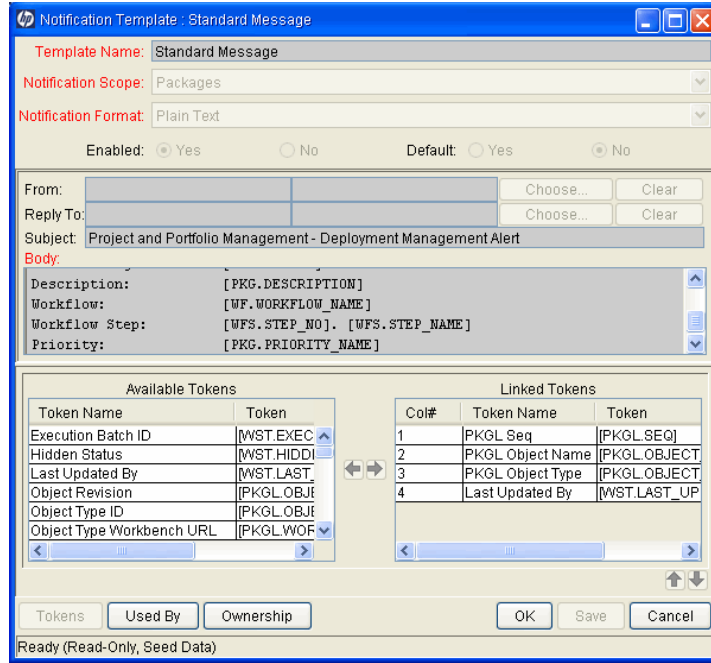 hp Notification Template : Standard Message
Template Name: Standard Message
Notification Scope: Packages
Notification Format: Plain Text
Enabled: Yes No Default: Yes No
From: Choose... Clear
Reply To: Choose... Clear
Subject: Project and Portfolio Management - Deployment Management Alert
Body:
Description: [PKG.DESCRIPTION]
Workflow: [WF.WORKFLOW_NAME]
Workflow Step: [WFS.STEP_NO]. [WFS.STEP_NAME]
Priority: [PKG.PRIORITY_NAME]
Available Tokens Linked Tokens
Token Name Token Col# Token Name Token
Execution Batch ID [WST.EXEC 1 PKGL Seq [PKGL.SEQ]
Hidden Status [WST.HIDD 2 PKGL Object Name [PKGL.OBJECT_
Last Updated By [WST.LAST_ 3 PKGL Object Type [PKGL.OBJECT_
Object Revision [PKGL.OBJE 4 Last Updated By [WST.LAST_UP
Object Type ID [PKGL.OBJE
Object Type Workbench URL [PKGL.WOR
Tokens Used By Ownership OK Save Cancel
Ready (Read-Only, Seed Data)